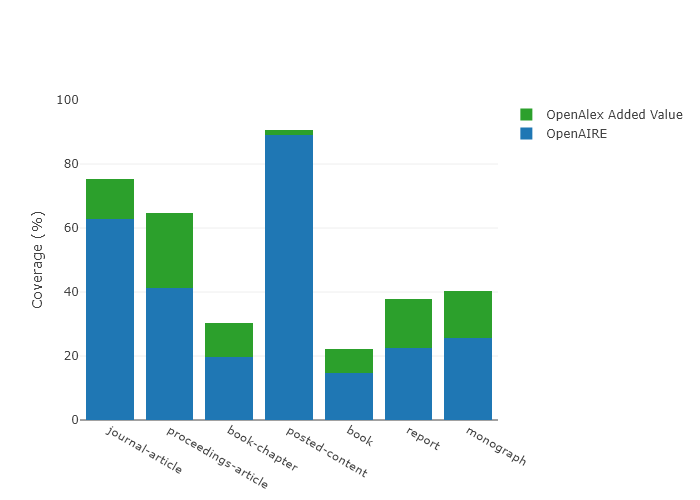 100
80
60
40
20
0
Coverage (%)
journal-article
proceedings-article
book-chapter
posted-content
book
report
monograph
OpenAlex Added Value
OpenAIRE